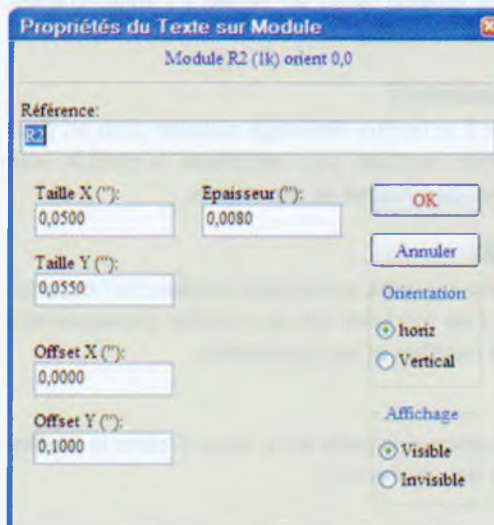 Propriétés du Texte sur Module
Module R2 (1k) orient 0,0
Référence:
R2
Taille X ("):
0,0500
Epaisseur ("):
0,0080
OK
Annuler
Taille Y ("):
0,0550
Orientation
horiz
Vertical
Offset X ("):
0,0000
Offset Y ("):
0,1000
Affichage
Visible
Invisible